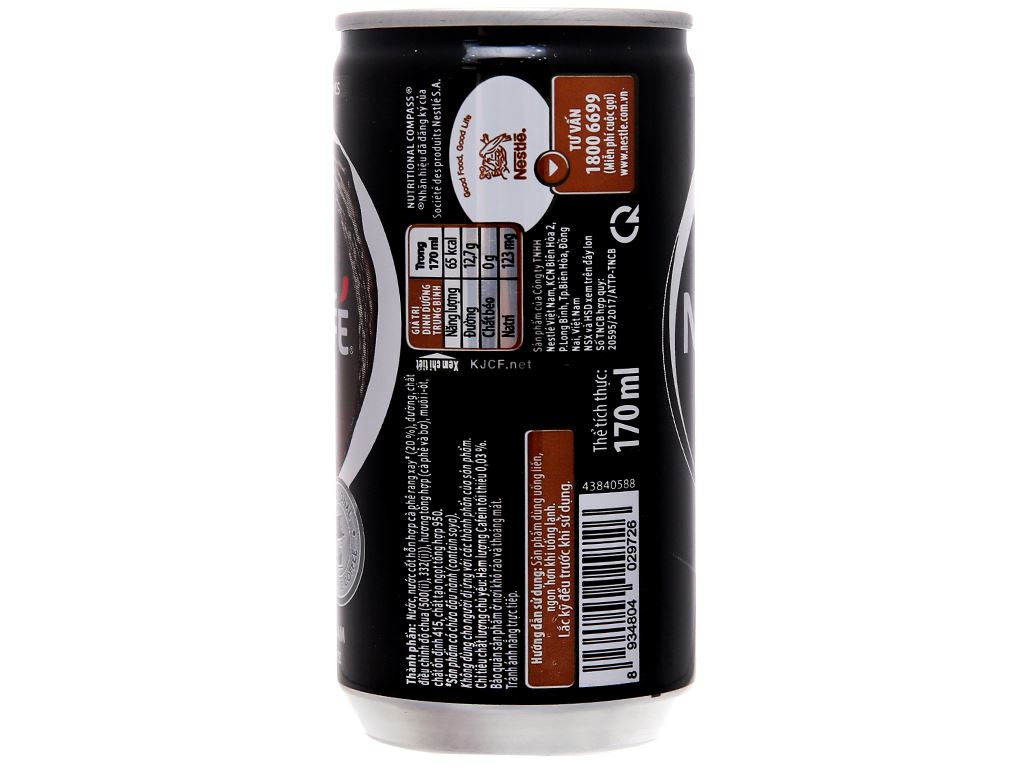 Thành phần: Nước, nước cốt hỗn hợp cà phê rang xay* (20 %), đường, chất
điều chỉnh độ chua (500(ii), 332(ii)), hương tổng hợp (cà phê và bơ), muối i-ốt,
chất ổn định 415, chất tạo ngọt tổng hợp 950.
*Sản phẩm có chứa đậu nành (contain soya).
Không dùng cho người dị ứng với các thành phần của sản phẩm.
Chỉ tiêu chất lượng chủ yếu: Hàm lượng Cafein tối thiểu 0,03 %.
Bảo quản sản phẩm ở nơi khô ráo và thoáng mát.
Tránh ánh nắng trực tiếp.
Hướng dẫn sử dụng: Sản phẩm dùng uống liền,
ngon hơn khi uống lạnh.
Lắc kỹ đều trước khi sử dụng.
43840588
8 934804 029726
Thể tích thực:
170 ml
Xem chi tiết
KJCF.net
GIÁ TRỊ DINH DƯỠNG TRUNG BÌNH Trong 170 ml
Năng lượng 65 kcal
Đường 12,7 g
Chất béo 0 g
Natri 123 mg
NUTRITIONAL COMPASS ®
®Nhãn hiệu đã đăng ký của
Société des produits Nestlé S.A.
Good Food, Good Life
Nestlé.
Sản phẩm của Công ty TNHH
Nestlé Việt Nam, KCN Biên Hòa 2,
P.Long Bình, Tp.Biên Hòa, Đồng
Nai, Việt Nam
NSX và HSD xem trên đáy lon
Số TNCB hợp quy:
20595/2017/ATTP-TNCB
TƯ VẤN
1800 6699
(Miễn phí cuộc gọi)
www.nestle.com.vn